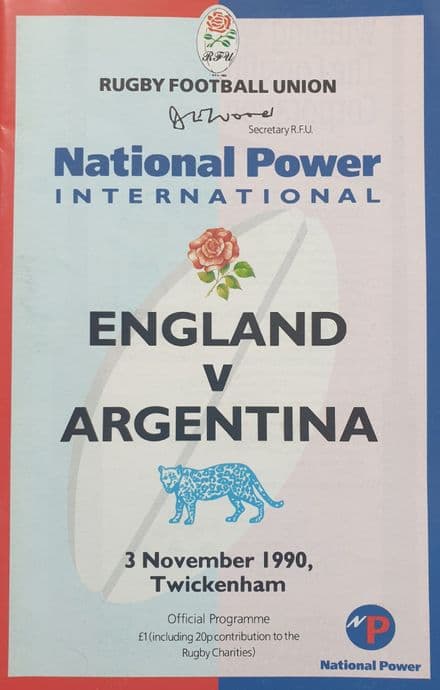 RFU
RUGBY FOOTBALL UNION
Secretary R.F.U.
National Power
INTERNATIONAL
ENGLAND
v
ARGENTINA
3 November 1990,
Twickenham
Official Programme
£1 (including 20p contribution to the
Rugby Charities)
NP
National Power